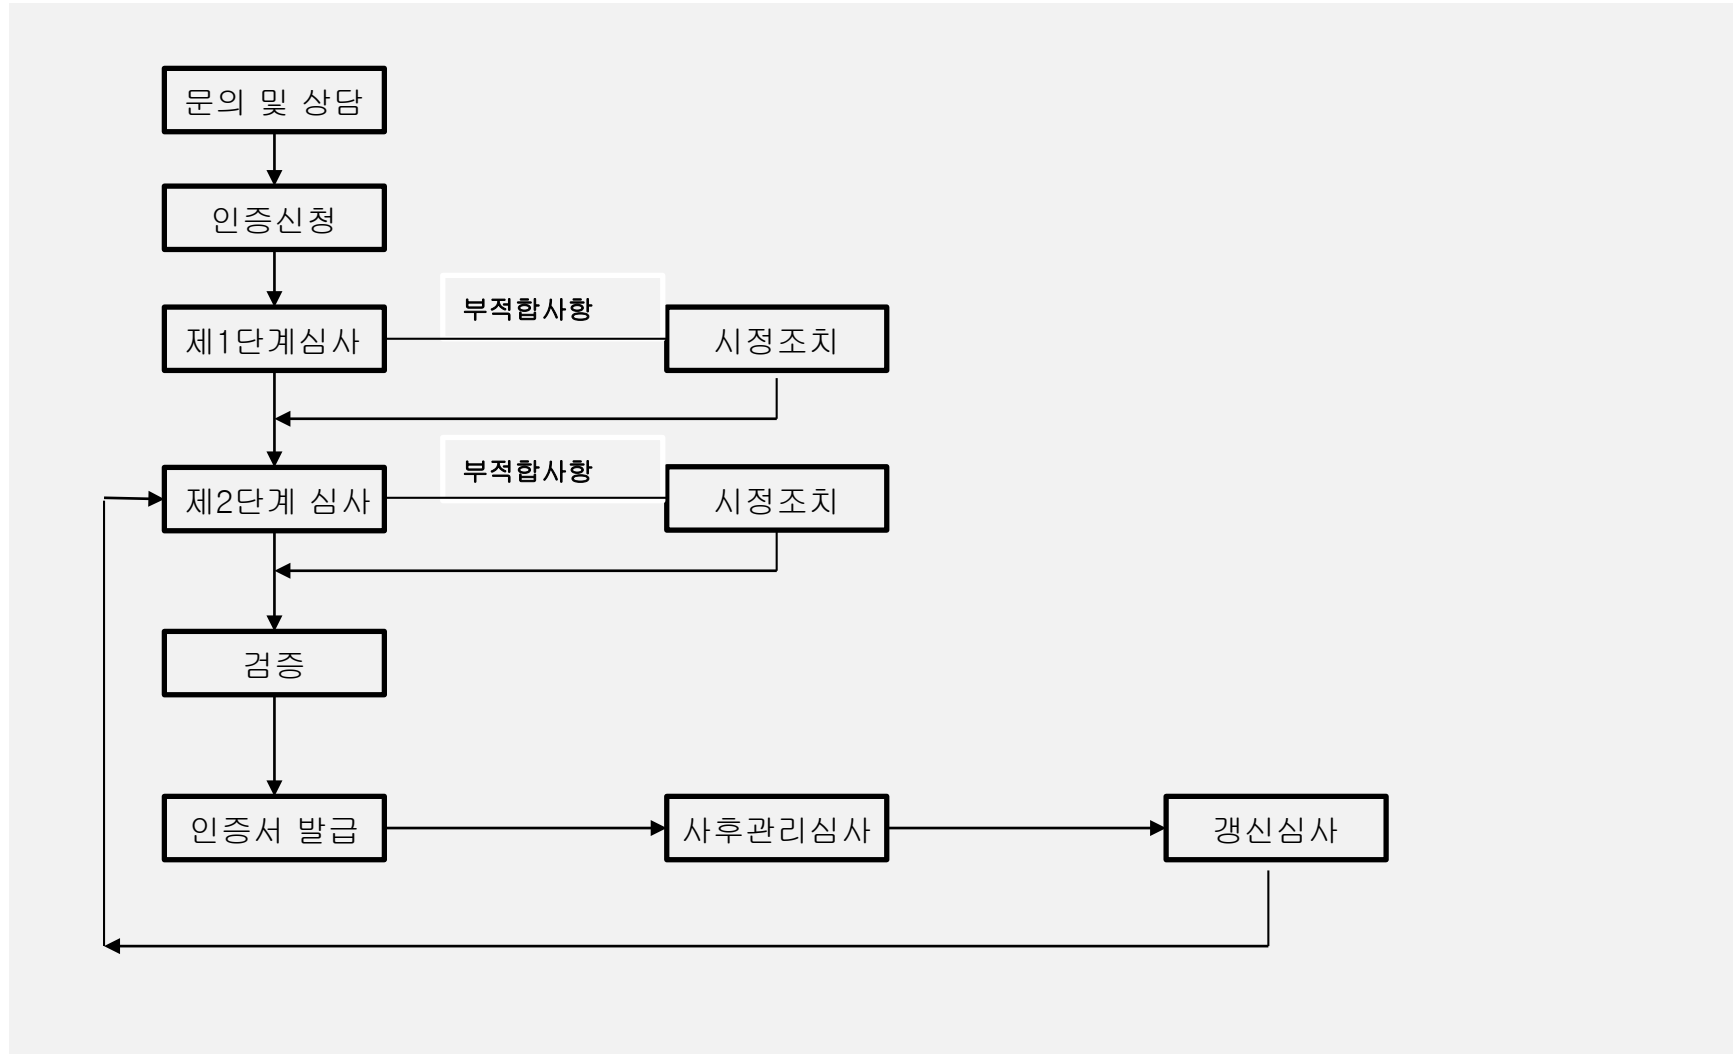 문의 및 상담
인증신청
부적합사항
제1단계심사
시정조치
부적합사항
제2단계 심사
시정조치
검증
인증서 발급
사후관리심사
갱신심사